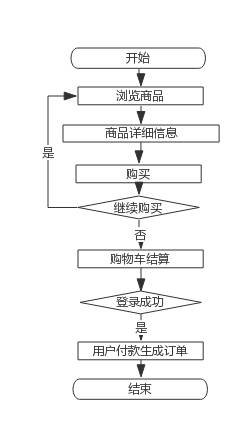 开始
浏览商品
商品详细信息
购买
是
继续购买
否
购物车结算
登录成功
是
用户付款生成订单
结束